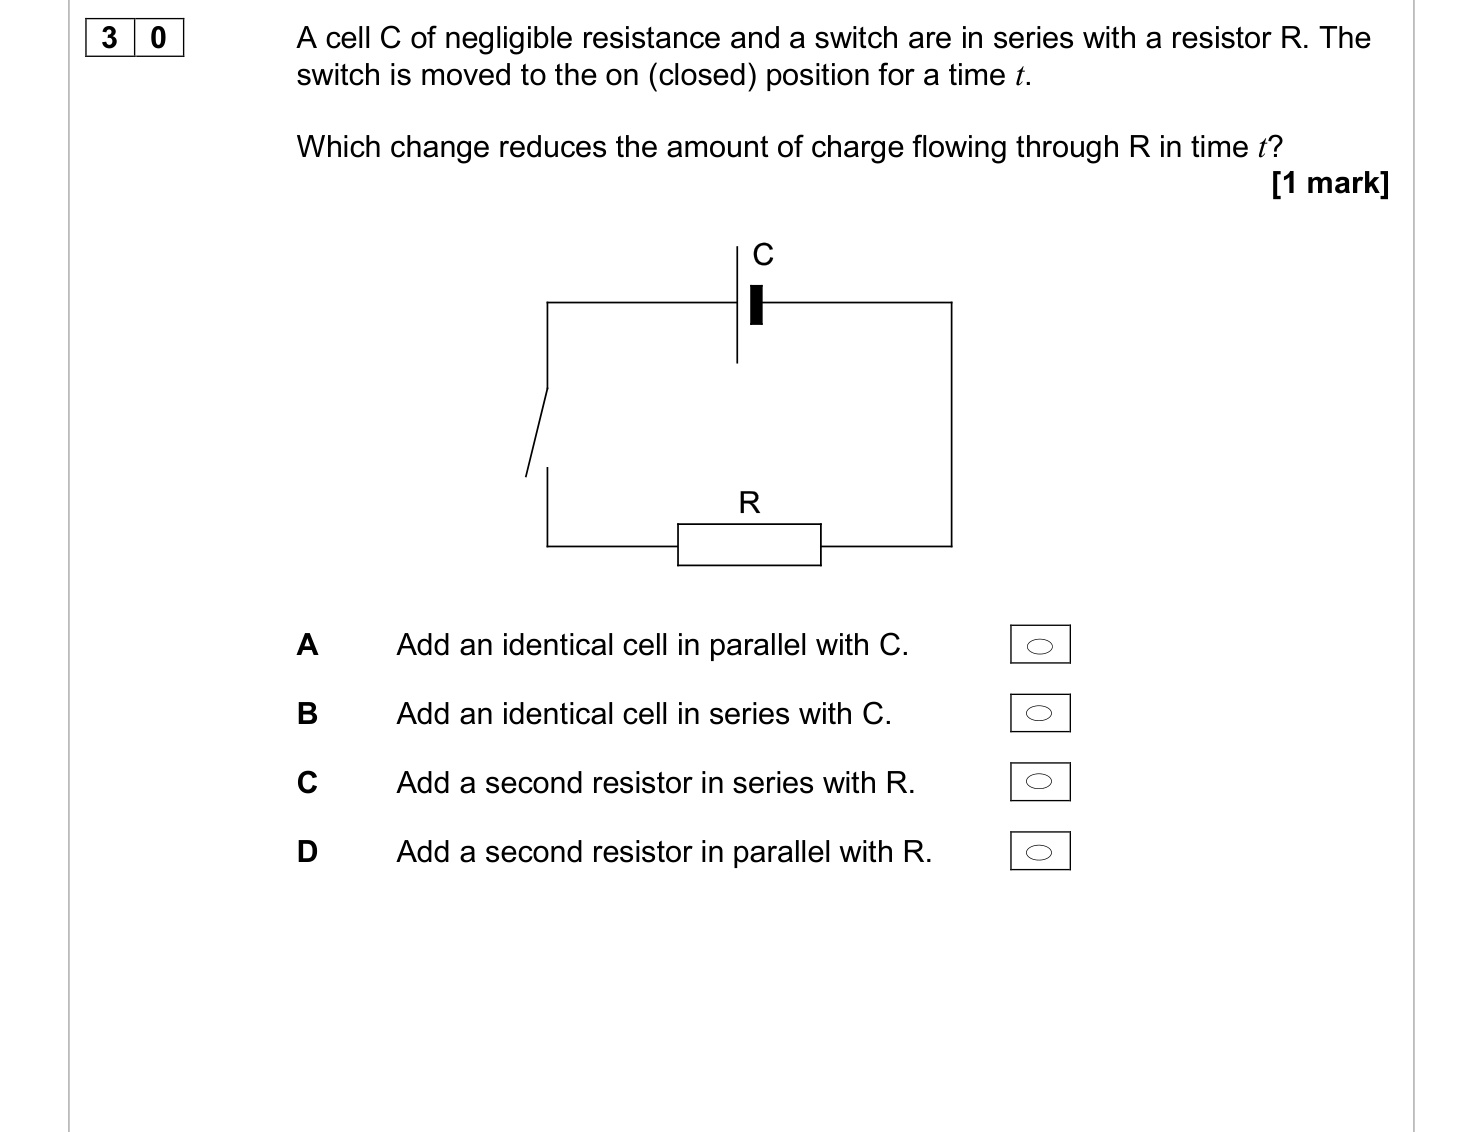 3 0
A cell C of negligible resistance and a switch are in series with a resistor R. The
switch is moved to the on (closed) position for a time t.
Which change reduces the amount of charge flowing through R in time t?
[1 mark]
C
R
A Add an identical cell in parallel with C.
B Add an identical cell in series with C.
C Add a second resistor in series with R.
D Add a second resistor in parallel with R.